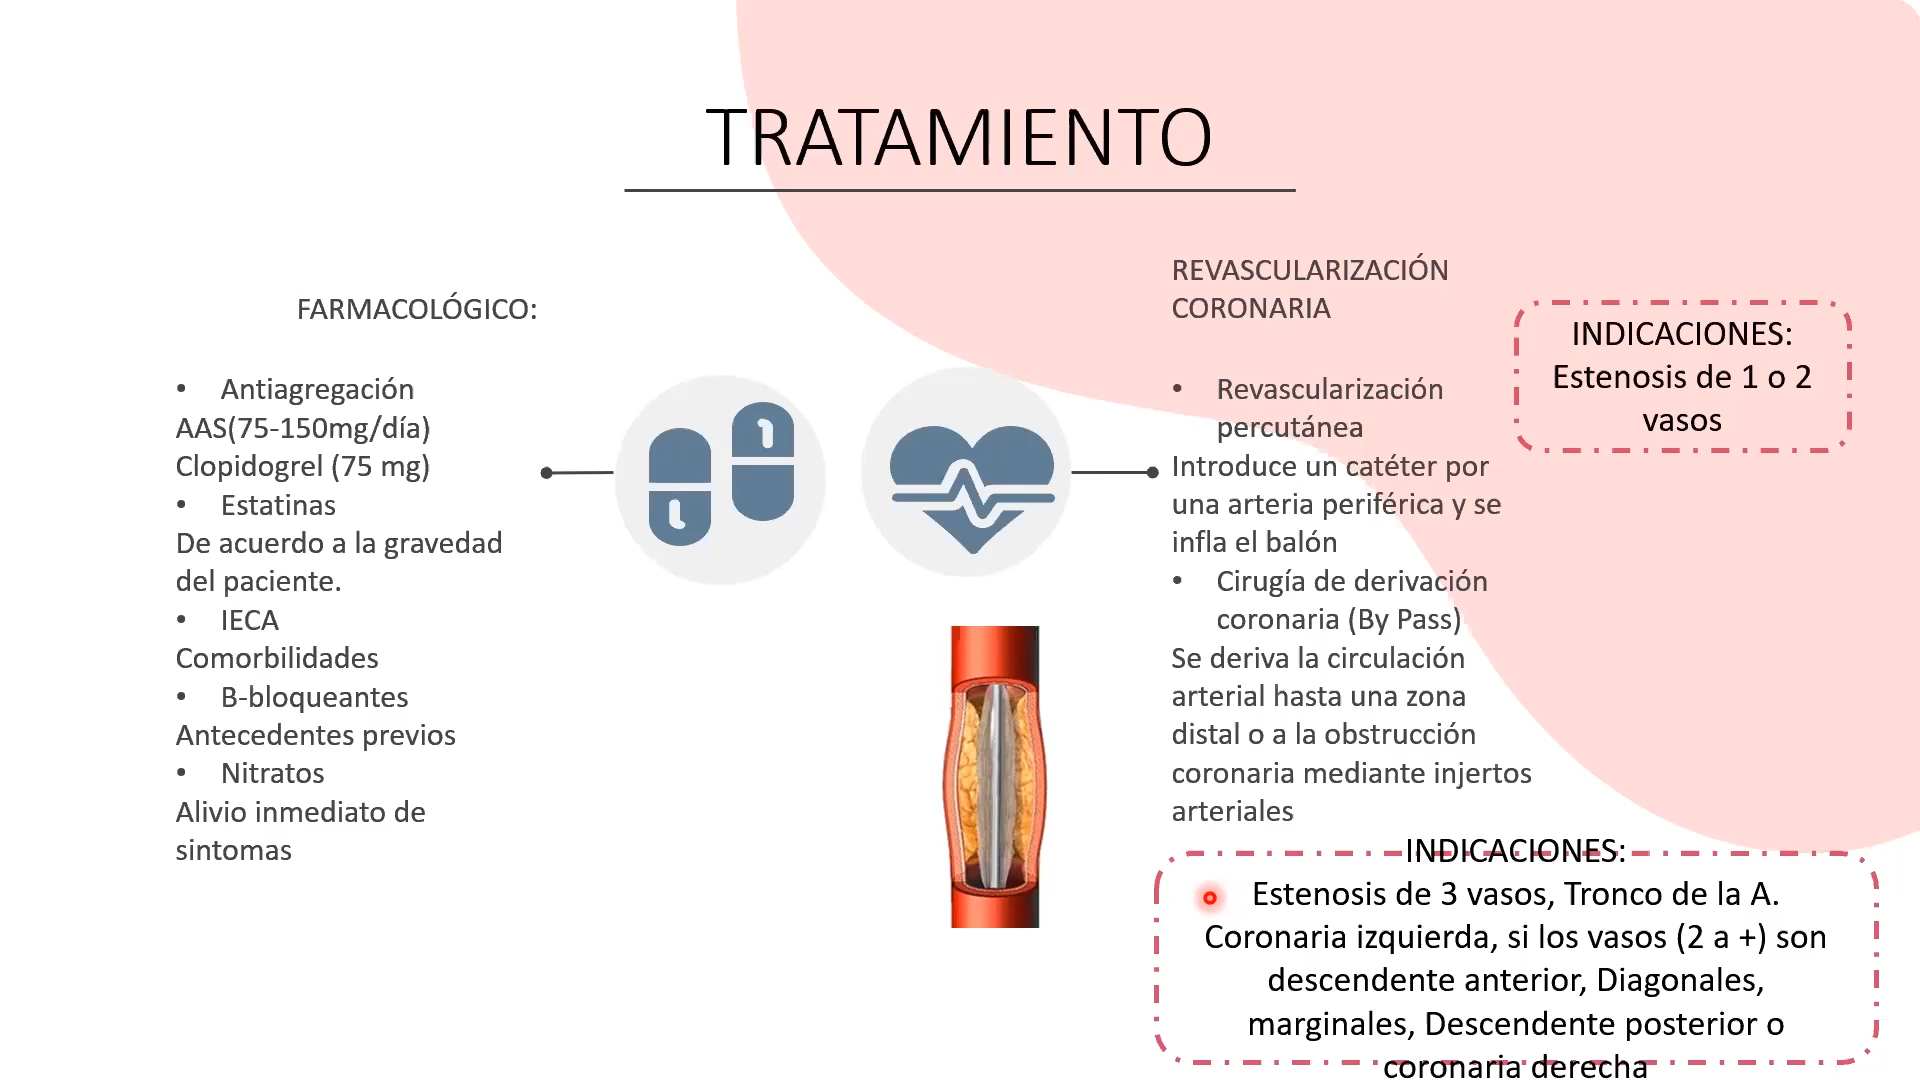 TRATAMIENTO
FARMACOLÓGICO:
• Antiagregación
AAS(75-150mg/día)
Clopidogrel (75 mg)
• Estatinas
De acuerdo a la gravedad
del paciente.
• IECA
Comorbilidades
• B-bloqueantes
Antecedentes previos
• Nitratos
Alivio inmediato de
sintomas
REVASCULARIZACIÓN
CORONARIA
• Revascularización
percutánea
Introduce un catéter por
una arteria periférica y se
infla el balón
• Cirugía de derivación
coronaria (By Pass)
Se deriva la circulación
arterial hasta una zona
distal o a la obstrucción
coronaria mediante injertos
arteriales
INDICACIONES:
Estenosis de 1 o 2
vasos
INDICACIONES:
Estenosis de 3 vasos, Tronco de la A.
Coronaria izquierda, si los vasos (2 a +) son
descendente anterior, Diagonales,
marginales, Descendente posterior o
coronaria derecha